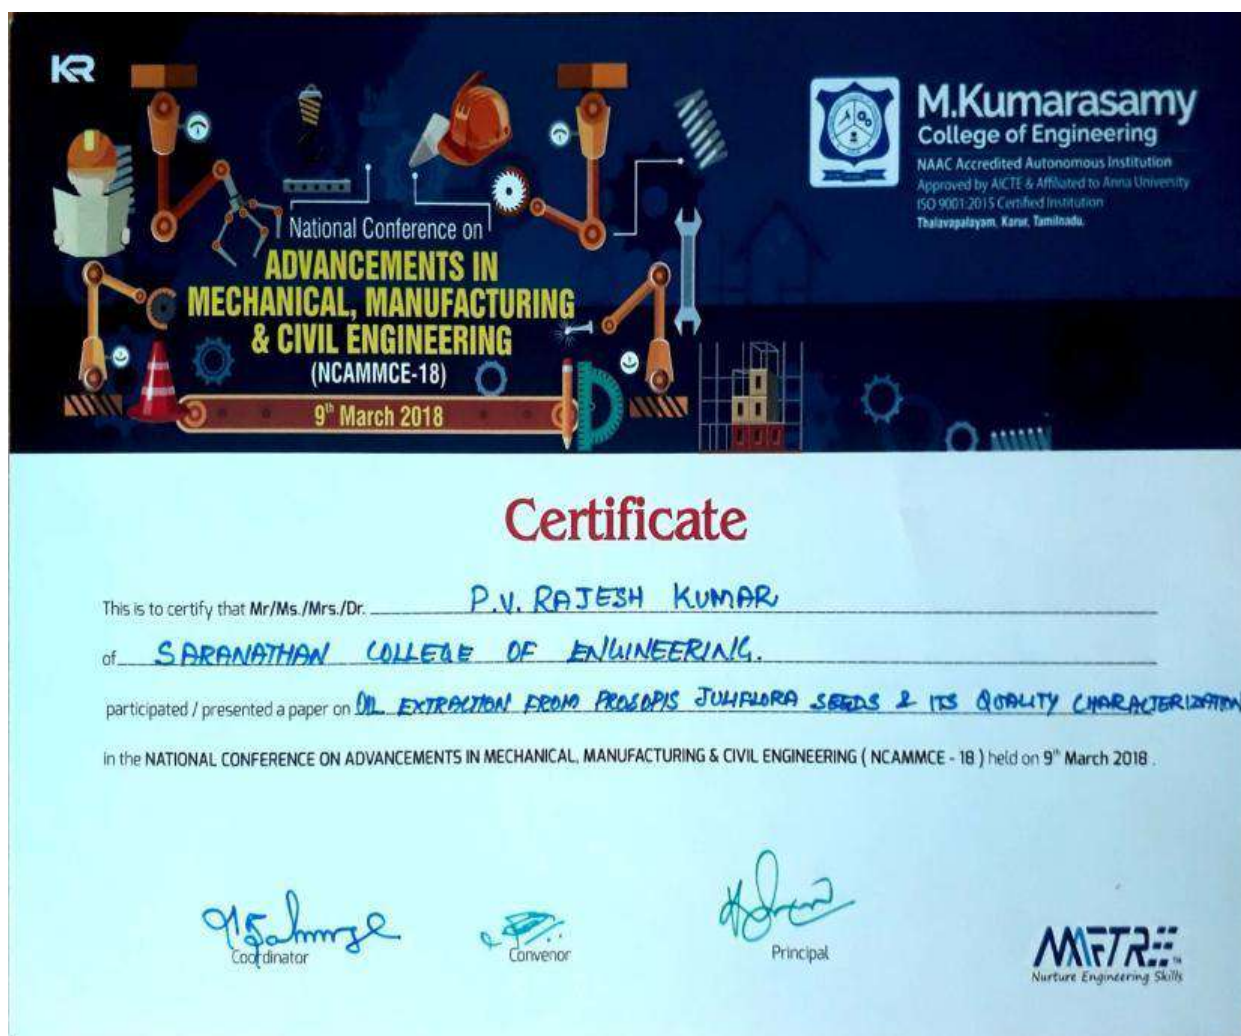 KR
M.Kumarasamy
College of Engineering
NAAC Accredited Autonomous Institution
Approved by AICTE & Affiliated to Anna University
ISO 9001:2015 Certified Institution
Thalavapalayam, Karur, Tamilnadu.
National Conference on
ADVANCEMENTS IN
MECHANICAL, MANUFACTURING
& CIVIL ENGINEERING
(NCAMMCE-18)
9th March 2018
Certificate
This is to certify that Mr/Ms./Mrs./Dr. P.V. RAJESH KUMAR
of SARANATHAN COLLEGE OF ENGINEERING.
participated / presented a paper on OIL EXTRACTION FROM PROSOPIS JULIFLORA SEEDS & ITS QUALITY CHARACTERIZATION
in the NATIONAL CONFERENCE ON ADVANCEMENTS IN MECHANICAL, MANUFACTURING & CIVIL ENGINEERING ( NCAMMCE - 18 ) held on 9th March 2018 .
Coordinator
Convenor
Principal
Nurture Engineering Skills